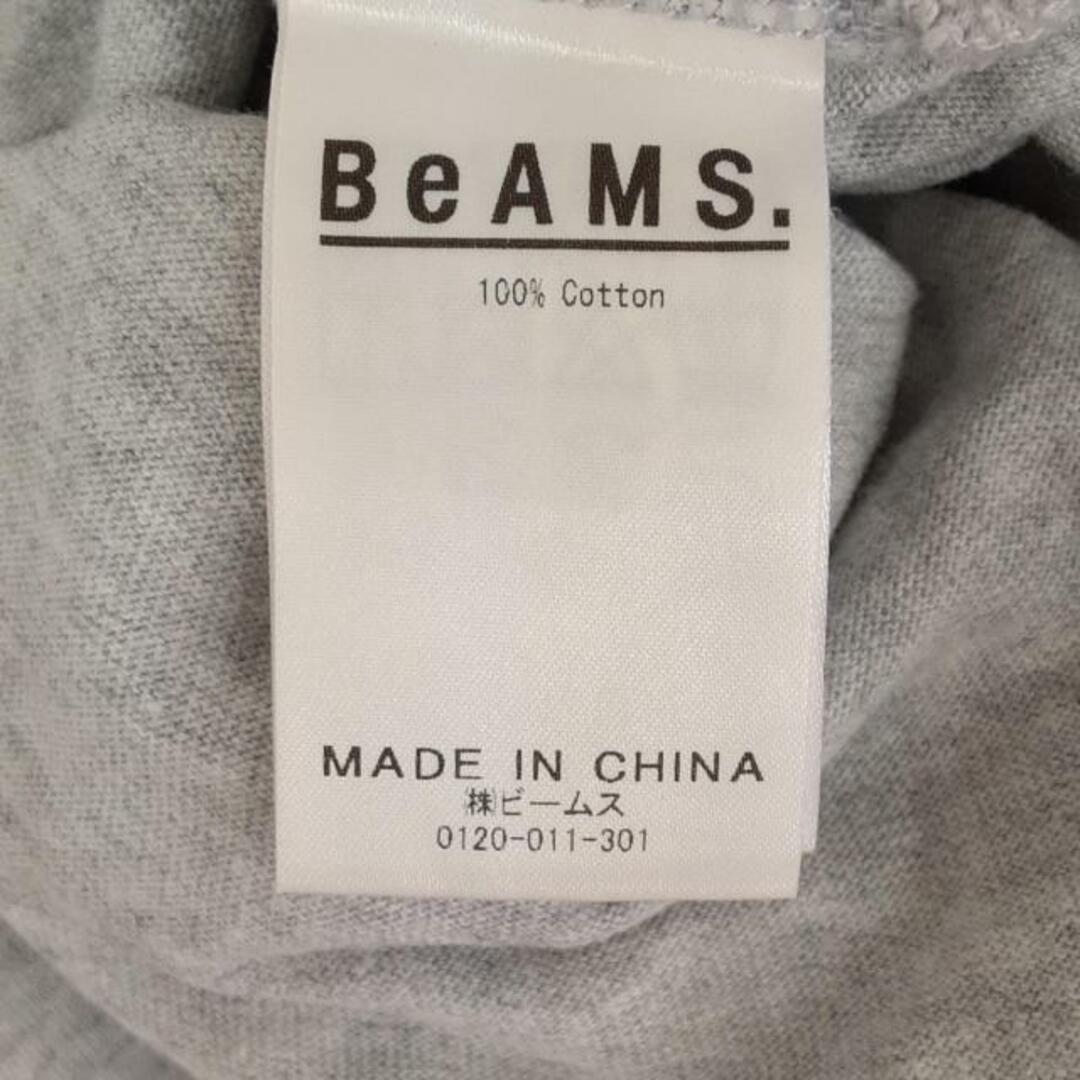 BeAMS.
100% Cotton
MADE IN CHINA
㈱ビームス
0120-011-301